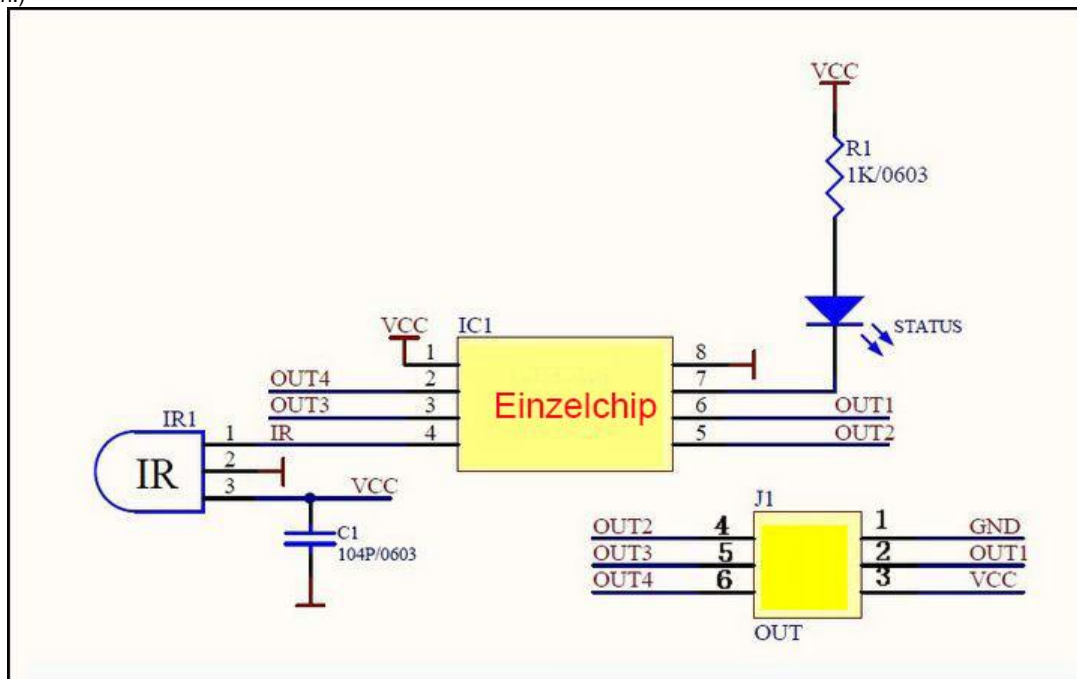 n.)
VCC
R1
1K/0603
STATUS
VCC
IC1
1
2
3
4
OUT4
OUT3
IR
Einzelchip
8
7
6
5
OUT1
OUT2
IR1
IR
1
2
3
VCC
C1
104P/0603
J1
OUT2
OUT3
OUT4
4
5
6
1
2
3
GND
OUT1
VCC
OUT